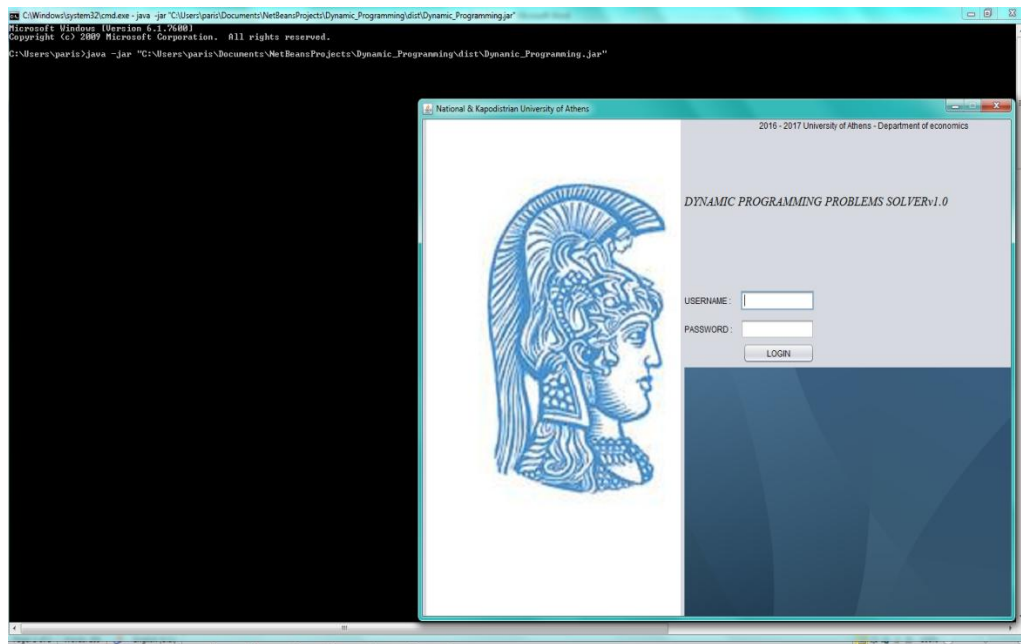 C:\Windows\system32\cmd.exe - java -jar "C:\Users\paris\Documents\NetBeansProjects\Dynamic_Programming\dist\Dynamic_Programming.jar"
Microsoft Windows [Version 6.1.7600]
Copyright (c) 2009 Microsoft Corporation. All rights reserved.
C:\Users\paris>java -jar "C:\Users\paris\Documents\NetBeansProjects\Dynamic_Programming\dist\Dynamic_Programming.jar"
National & Kapodistrian University of Athens
2016 - 2017 University of Athens - Department of economics
DYNAMIC PROGRAMMING PROBLEMS SOLVERv1.0
USERNAME :
PASSWORD :
LOGIN